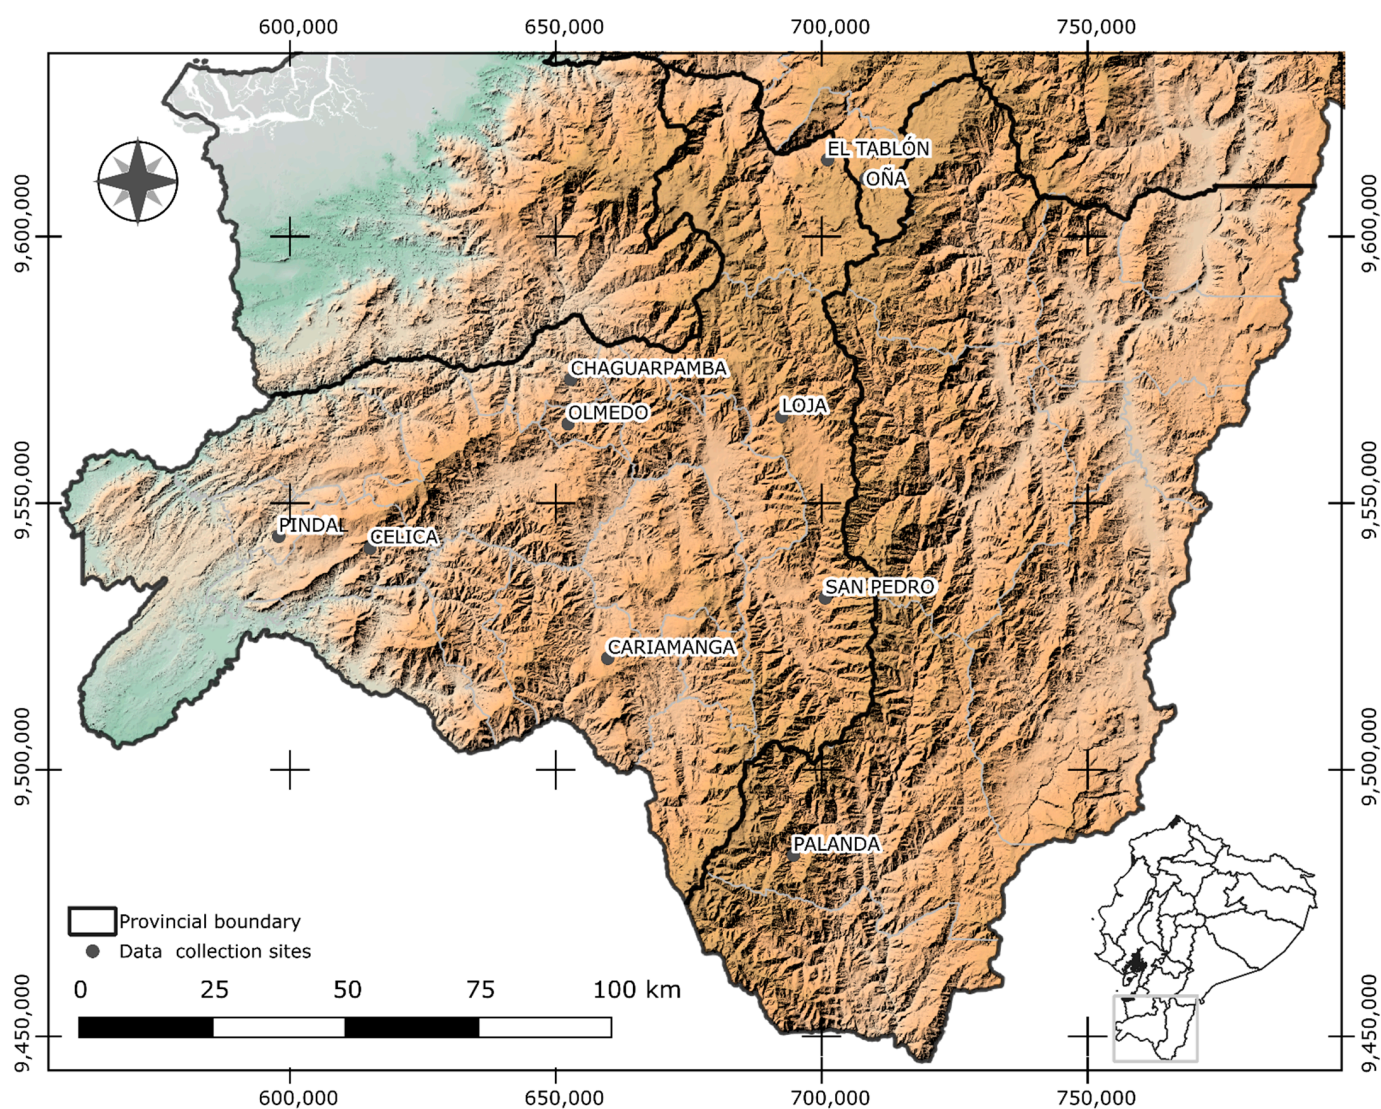 600,000 650,000 700,000 750,000
9,600,000
9,600,000
EL TABLÓN
OÑA
CHAGUARPAMBA
LOJA
OLMEDO
9,550,000
9,550,000
PINDAL
CELICA
SAN PEDRO
CARIAMANGA
9,500,000
9,500,000
PALANDA
Provincial boundary
Data collection sites
0 25 50 75 100 km
9,450,000
9,450,000
600,000 650,000 700,000 750,000